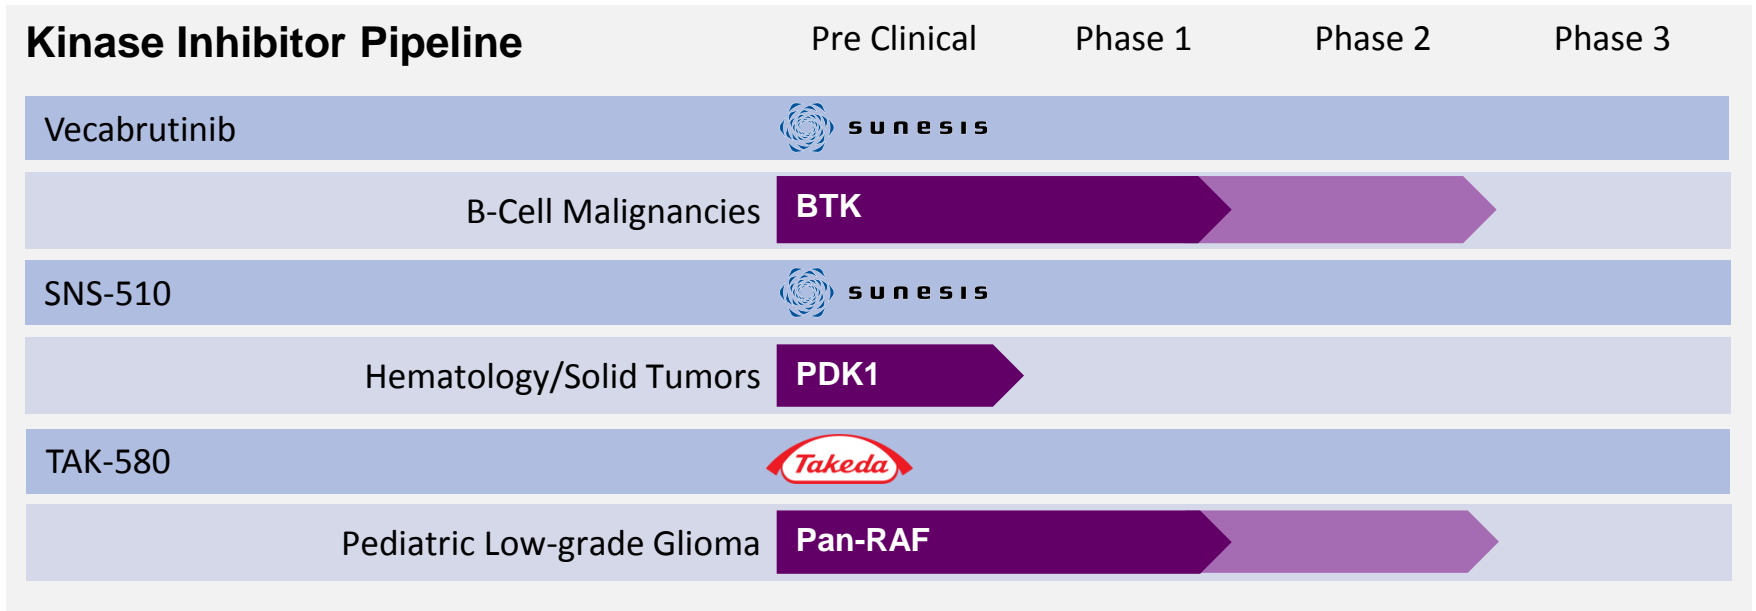 Kinase Inhibitor Pipeline Pre Clinical Phase 1 Phase 2 Phase 3
Vecabrutinib sunesis
B-Cell Malignancies BTK
SNS-510 sunesis
Hematology/Solid Tumors PDK1
TAK-580 Takeda
Pediatric Low-grade Glioma Pan-RAF